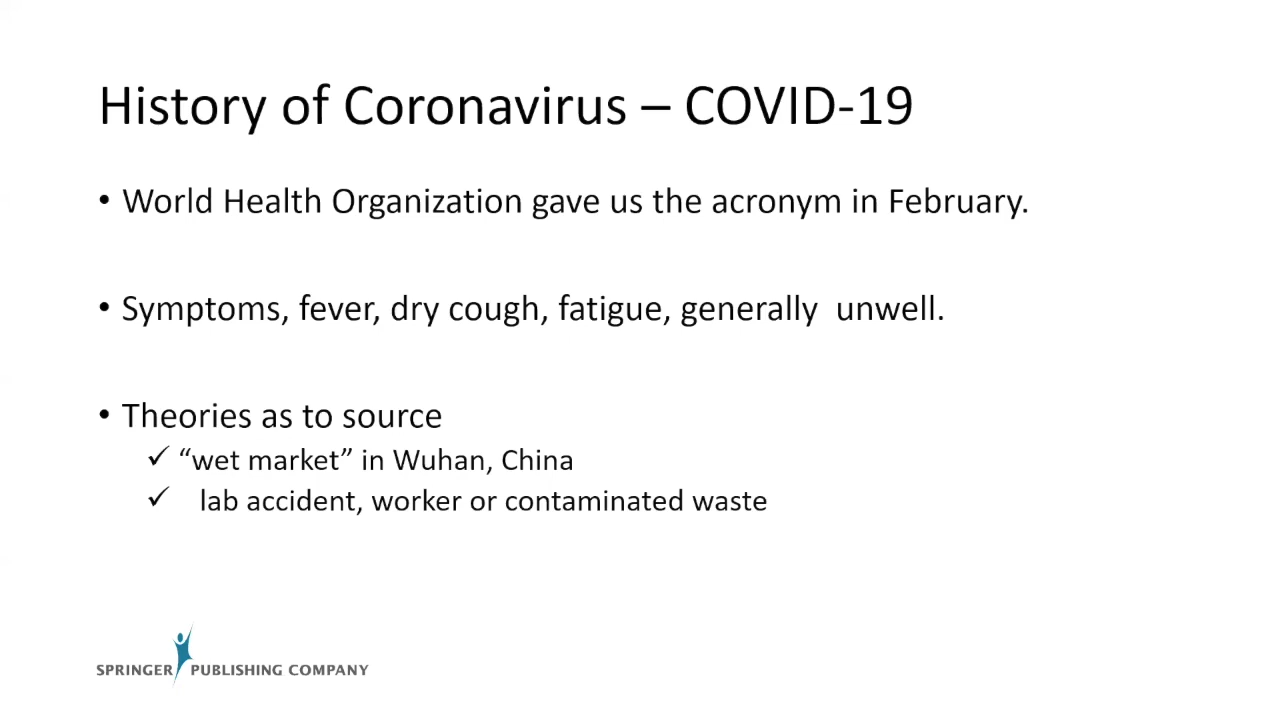 History of Coronavirus – COVID-19
• World Health Organization gave us the acronym in February.
• Symptoms, fever, dry cough, fatigue, generally  unwell.
• Theories as to source
✓ “wet market” in Wuhan, China
✓ lab accident, worker or contaminated waste
SPRINGER PUBLISHING COMPANY